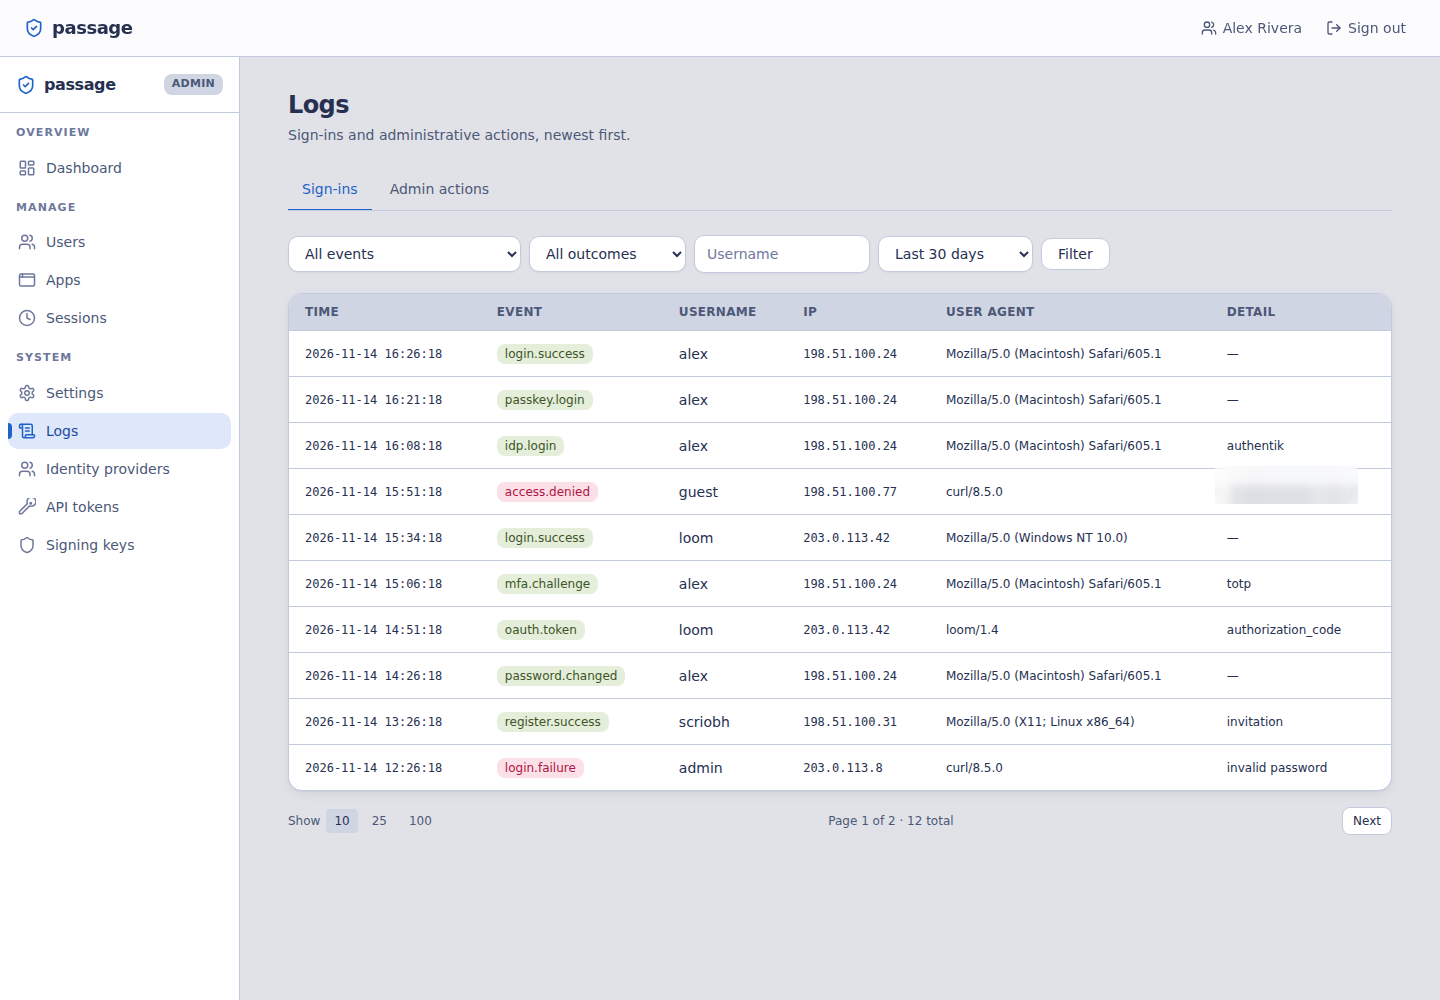 passage
Alex Rivera
Sign out
passage
ADMIN
OVERVIEW
Dashboard
MANAGE
Users
Apps
Sessions
SYSTEM
Settings
Logs
Identity providers
API tokens
Signing keys
Logs
Sign-ins and administrative actions, newest first.
Sign-ins Admin actions
All events All outcomes Username Last 30 days Filter
TIME EVENT USERNAME IP USER AGENT DETAIL
2026-11-14 16:26:18 login.success alex 198.51.100.24 Mozilla/5.0 (Macintosh) Safari/605.1 —
2026-11-14 16:21:18 passkey.login alex 198.51.100.24 Mozilla/5.0 (Macintosh) Safari/605.1 —
2026-11-14 16:08:18 idp.login alex 198.51.100.24 Mozilla/5.0 (Macintosh) Safari/605.1 authentik
2026-11-14 15:51:18 access.denied guest 198.51.100.77 curl/8.5.0
2026-11-14 15:34:18 login.success loom 203.0.113.42 Mozilla/5.0 (Windows NT 10.0) —
2026-11-14 15:06:18 mfa.challenge alex 198.51.100.24 Mozilla/5.0 (Macintosh) Safari/605.1 totp
2026-11-14 14:51:18 oauth.token loom 203.0.113.42 loom/1.4 authorization_code
2026-11-14 14:26:18 password.changed alex 198.51.100.24 Mozilla/5.0 (Macintosh) Safari/605.1 —
2026-11-14 13:26:18 register.success scriobh 198.51.100.31 Mozilla/5.0 (X11; Linux x86_64) invitation
2026-11-14 12:26:18 login.failure admin 203.0.113.8 curl/8.5.0 invalid password
Show 10 25 100 Page 1 of 2 · 12 total Next